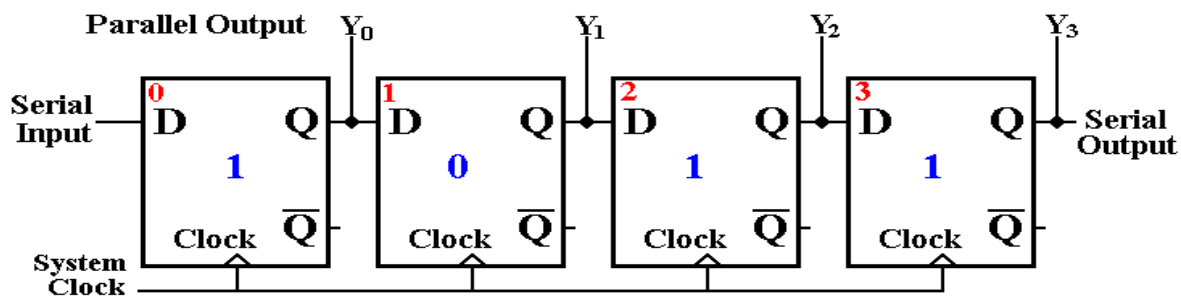 Parallel Output Y0 Y1 Y2 Y3
0 1 2 3
Serial Input D Q D Q D Q D Q Serial Output
1 0 1 1
Q̅ Q̅ Q̅ Q̅
Clock Clock Clock Clock
System
Clock